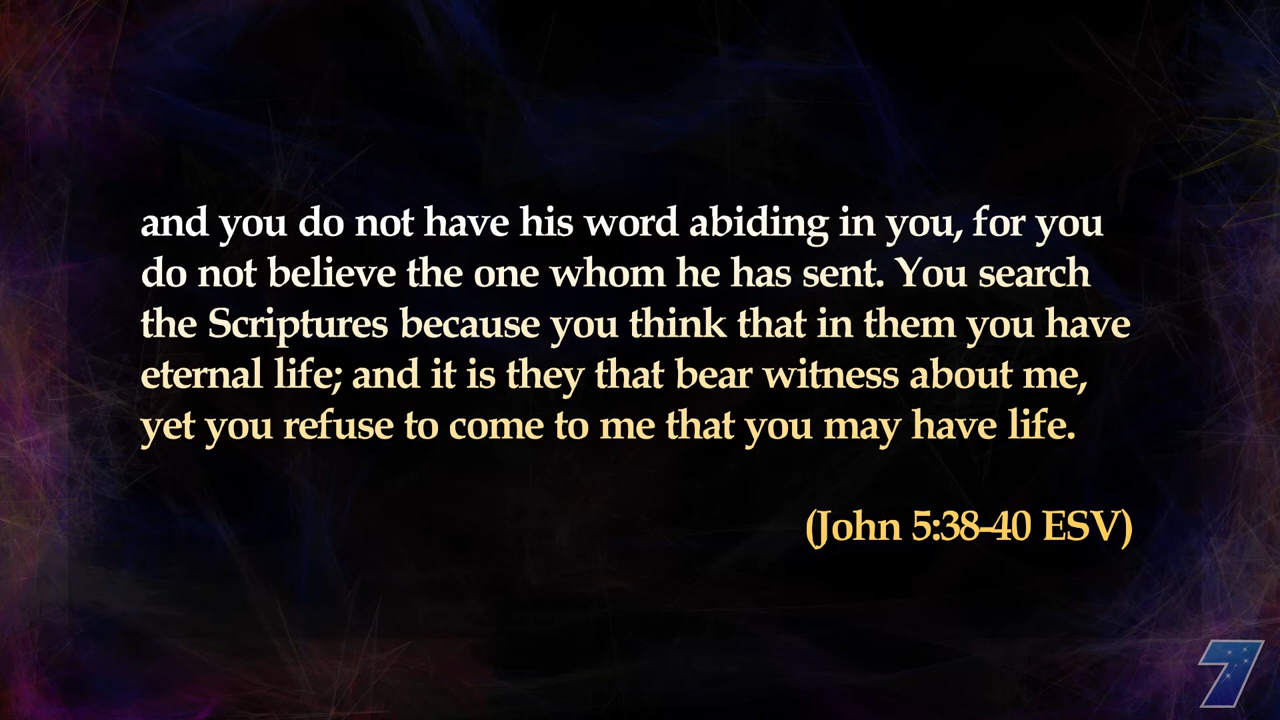 and you do not have his word abiding in you, for you
do not believe the one whom he has sent. You search
the Scriptures because you think that in them you have
eternal life; and it is they that bear witness about me,
yet you refuse to come to me that you may have life.
(John 5:38-40 ESV)
7